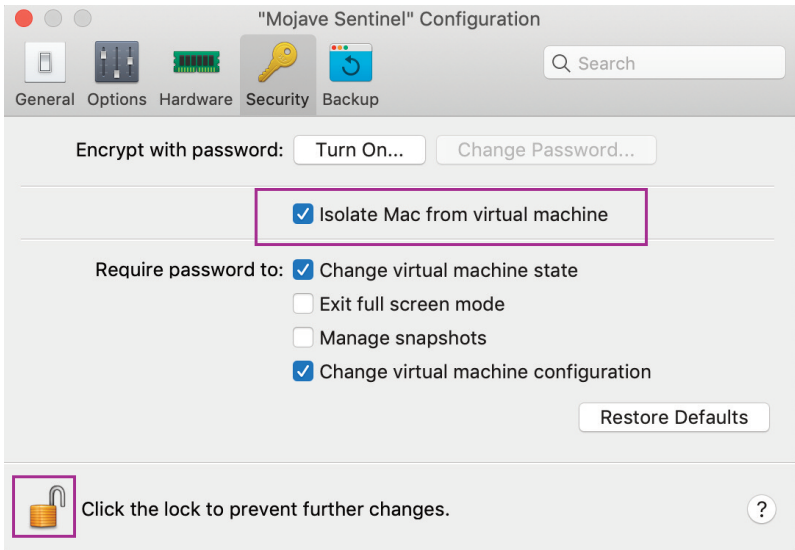 "Mojave Sentinel" Configuration
General Options Hardware Security Backup
Search
Encrypt with password: Turn On... Change Password...
Isolate Mac from virtual machine
Require password to: Change virtual machine state
Exit full screen mode
Manage snapshots
Change virtual machine configuration
Restore Defaults
Click the lock to prevent further changes. ?